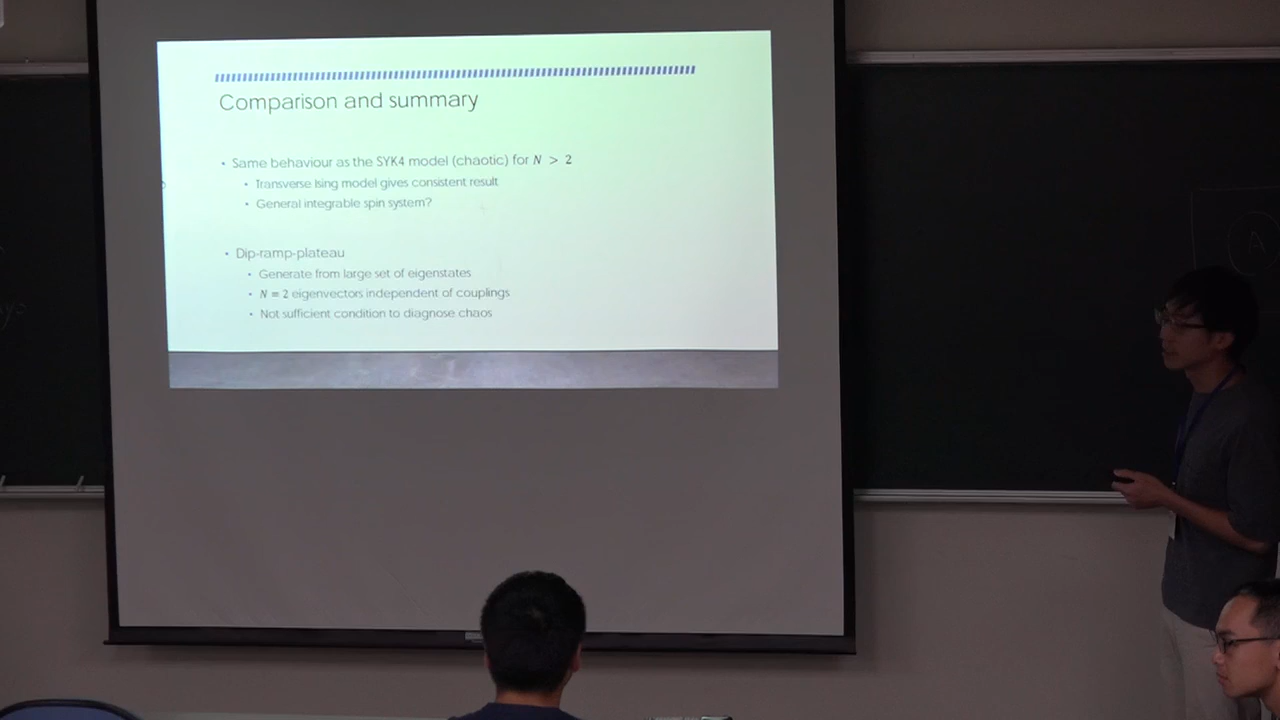 Comparison and summary
• Same behaviour as the SYK4 model (chaotic) for N > 2
• Transverse Ising model gives consistent result
• General integrable spin system?
• Dip-ramp-plateau
• Generate from large set of eigenstates
• N = 2 eigenvectors independent of couplings
• Not sufficient condition to diagnose chaos
A